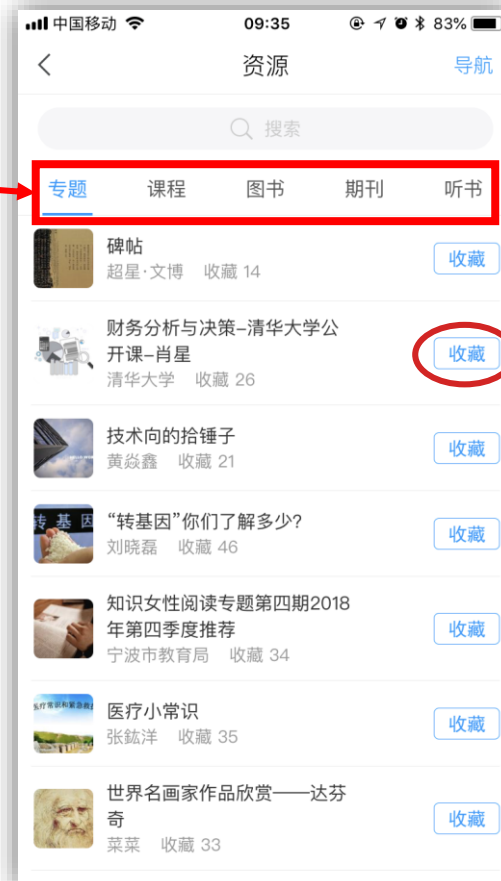 中国移动 09:35 83%
资源 导航
搜索
专题 课程 图书 期刊 听书
碑帖
超星·文博 收藏 14
收藏
财务分析与决策–清华大学公
开课–肖星
清华大学 收藏 26
收藏
技术向的拾锤子
黄焱鑫 收藏 21
收藏
转基因
“转基因”你们了解多少?
刘晓磊 收藏 46
收藏
知识女性阅读专题第四期2018
年第四季度推荐
宁波市教育局 收藏 34
收藏
医疗小常识
张鈜洋 收藏 35
收藏
世界名画家作品欣赏——达芬
奇
菜菜 收藏 33
收藏